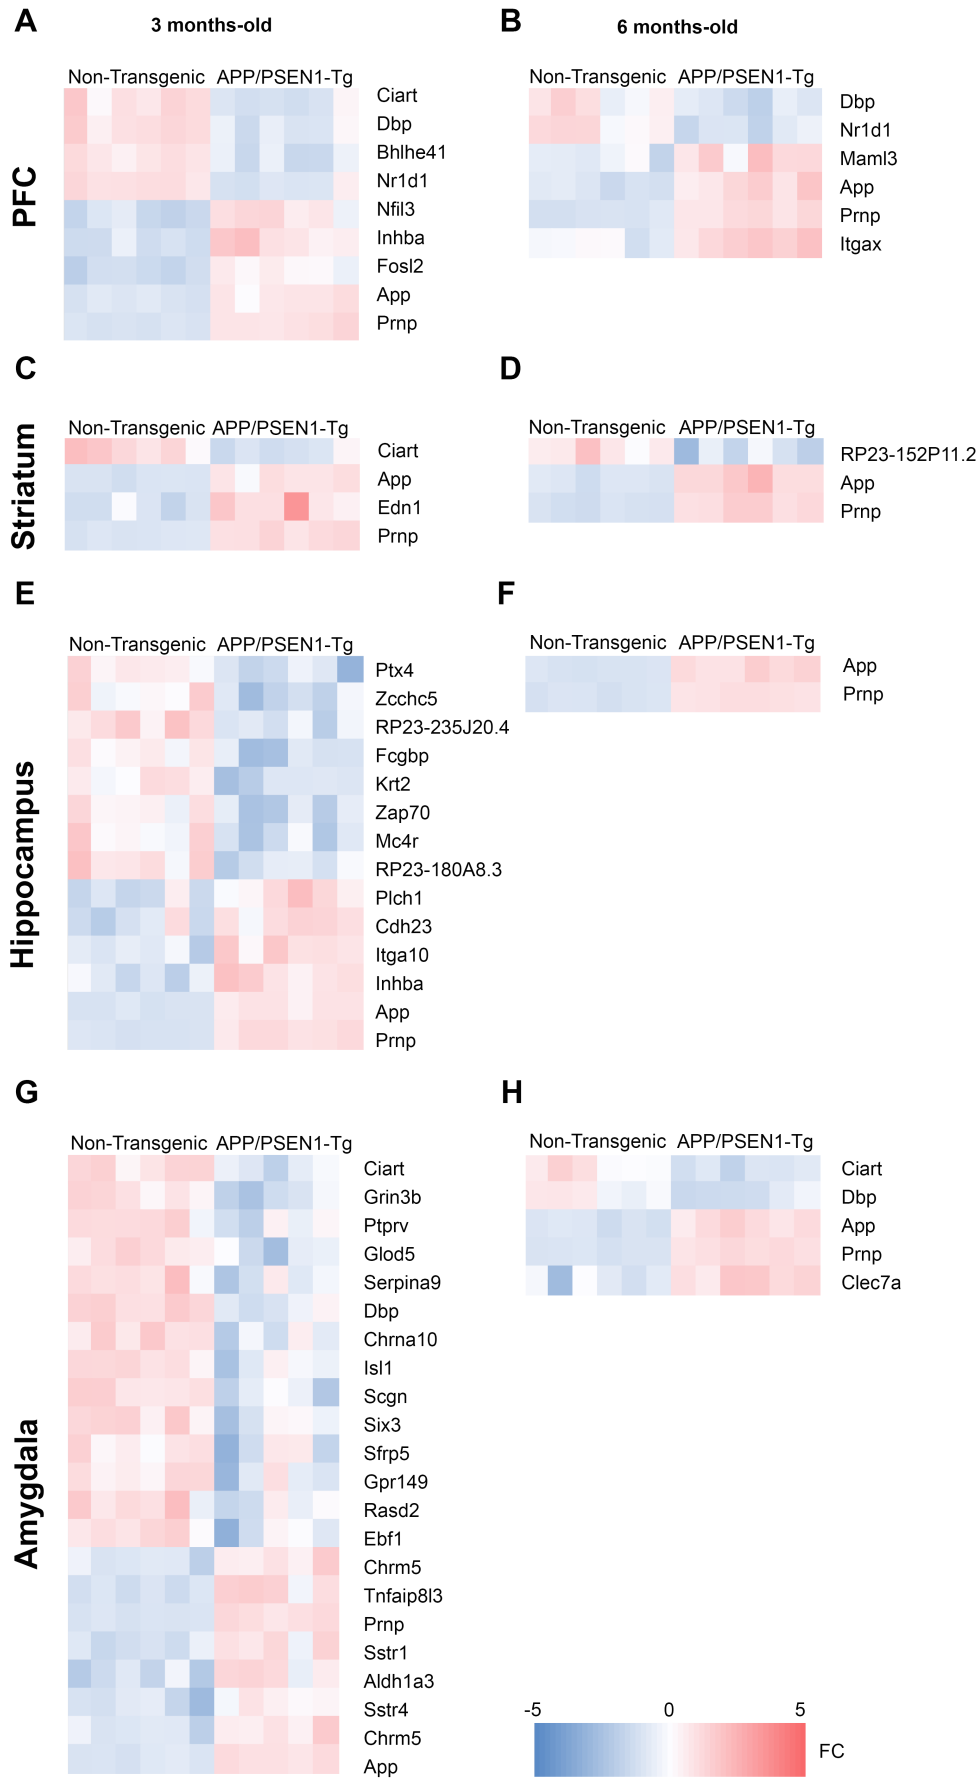 A
3 months-old
B
6 months-old
Non-Transgenic APP/PSEN1-Tg
Ciart
Dbp
Bhlhe41
Nr1d1
Nfil3
Inhba
Fosl2
App
Prnp
PFC
Non-Transgenic APP/PSEN1-Tg
Dbp
Nr1d1
Maml3
App
Prnp
Itgax
C
D
Striatum
Non-Transgenic APP/PSEN1-Tg
Ciart
App
Edn1
Prnp
Non-Transgenic APP/PSEN1-Tg
RP23-152P11.2
App
Prnp
E
F
Hippocampus
Non-Transgenic APP/PSEN1-Tg
Ptx4
Zcchc5
RP23-235J20.4
Fcgbp
Krt2
Zap70
Mc4r
RP23-180A8.3
Plch1
Cdh23
Itga10
Inhba
App
Prnp
Non-Transgenic APP/PSEN1-Tg
App
Prnp
G
H
Amygdala
Non-Transgenic APP/PSEN1-Tg
Ciart
Grin3b
Ptprv
Glod5
Serpina9
Dbp
Chrna10
Isl1
Scgn
Six3
Sfrp5
Gpr149
Rasd2
Ebf1
Chrm5
Tnfaip8l3
Prnp
Sstr1
Aldh1a3
Sstr4
Chrm5
App
Non-Transgenic APP/PSEN1-Tg
Ciart
Dbp
App
Prnp
Clec7a
-5 0 5
FC